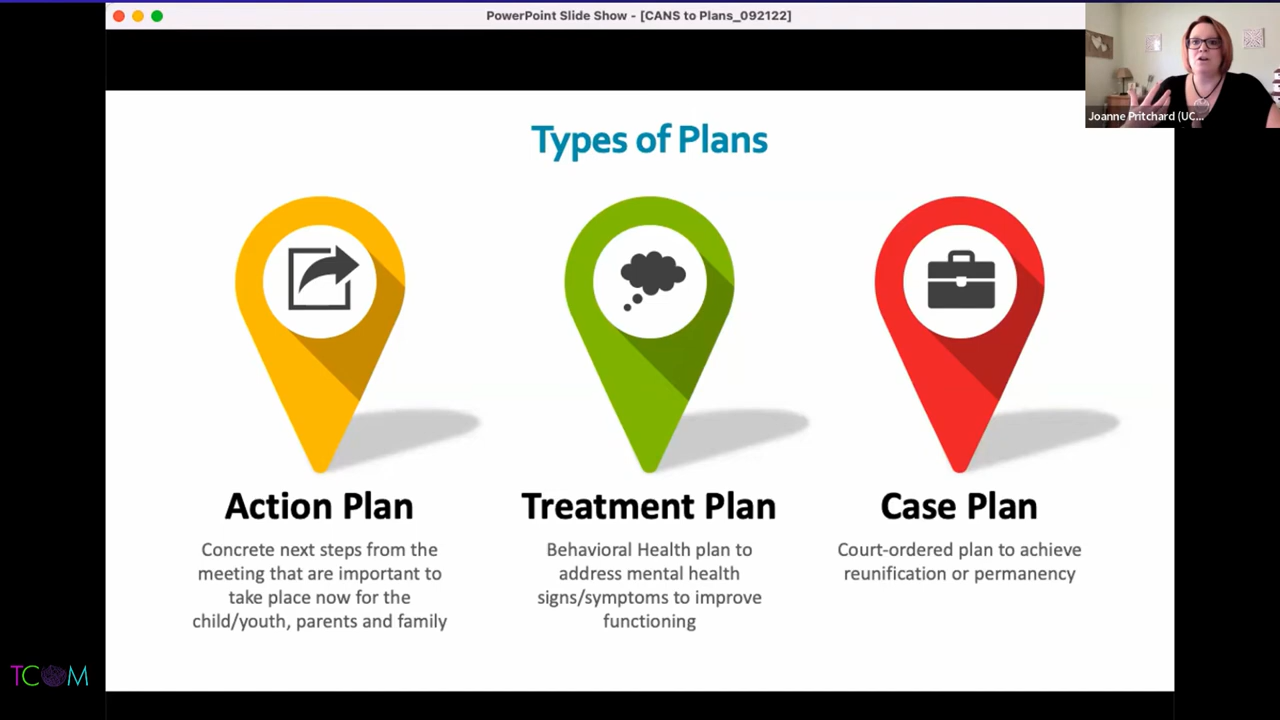 PowerPoint Slide Show - [CANS to Plans_092122]
Joanne Pritchard (UC...
Types of Plans
Action Plan
Concrete next steps from the
meeting that are important to
take place now for the
child/youth, parents and family
Treatment Plan
Behavioral Health plan to
address mental health
signs/symptoms to improve
functioning
Case Plan
Court-ordered plan to achieve
reunification or permanency
TCOM